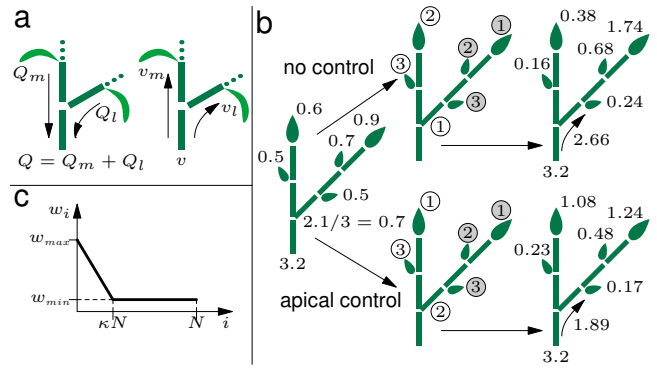 a
Q_m
Q_l
Q = Q_m + Q_l
v_m
v_l
v
c
w_i
w_max
w_min
κN
N
i
b
0.6
0.9
0.7
0.5
0.5
2.1/3 = 0.7
3.2
no control
2
1
3
2
3
1
0.38
1.74
0.68
0.16
0.24
2.66
3.2
apical control
1
1
3
2
3
2
1.08
1.24
0.48
0.23
0.17
1.89
3.2